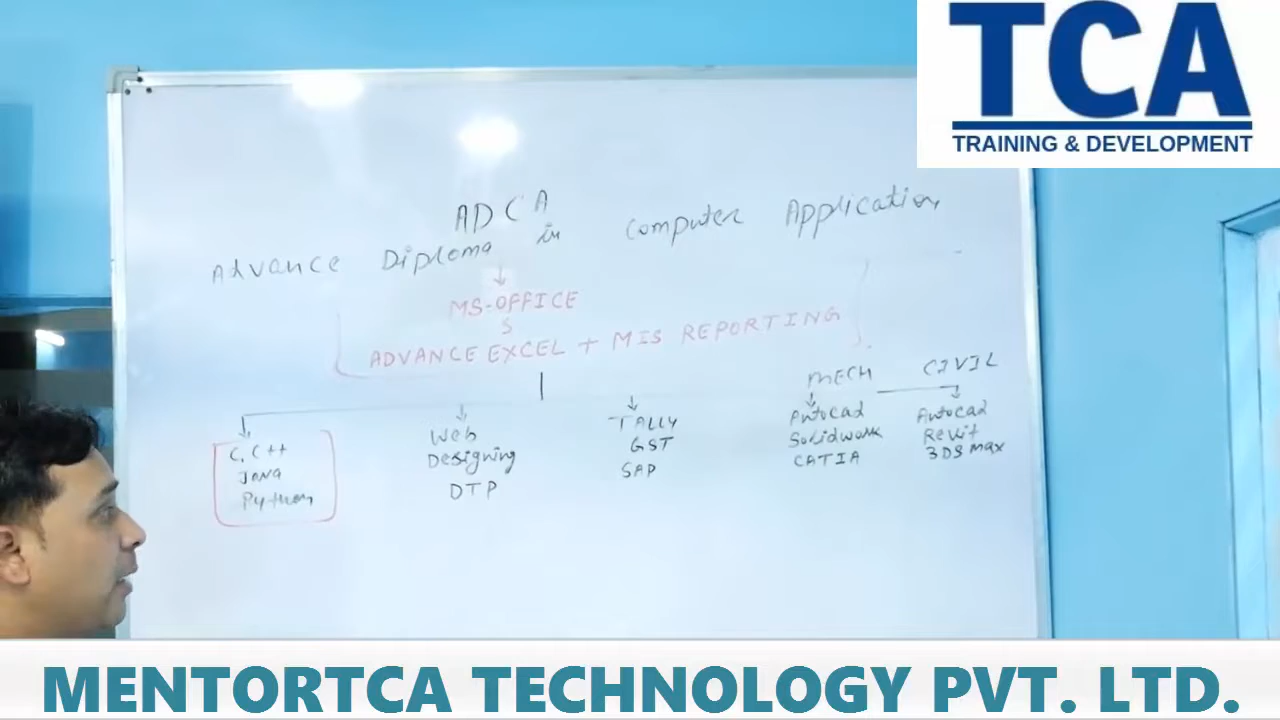 TCA
TRAINING & DEVELOPMENT
ADCA
Advance Diploma in Computer Application
MS-OFFICE
S
ADVANCE EXCEL + MIS REPORTING
MECH
CIVIL
C, C++
Java
Python
Web
Designing
DTP
TALLY
GST
SAP
Autocad
Solidwork
CATIA
Autocad
Revit
3DS max
MENTORTCA TECHNOLOGY PVT. LTD.